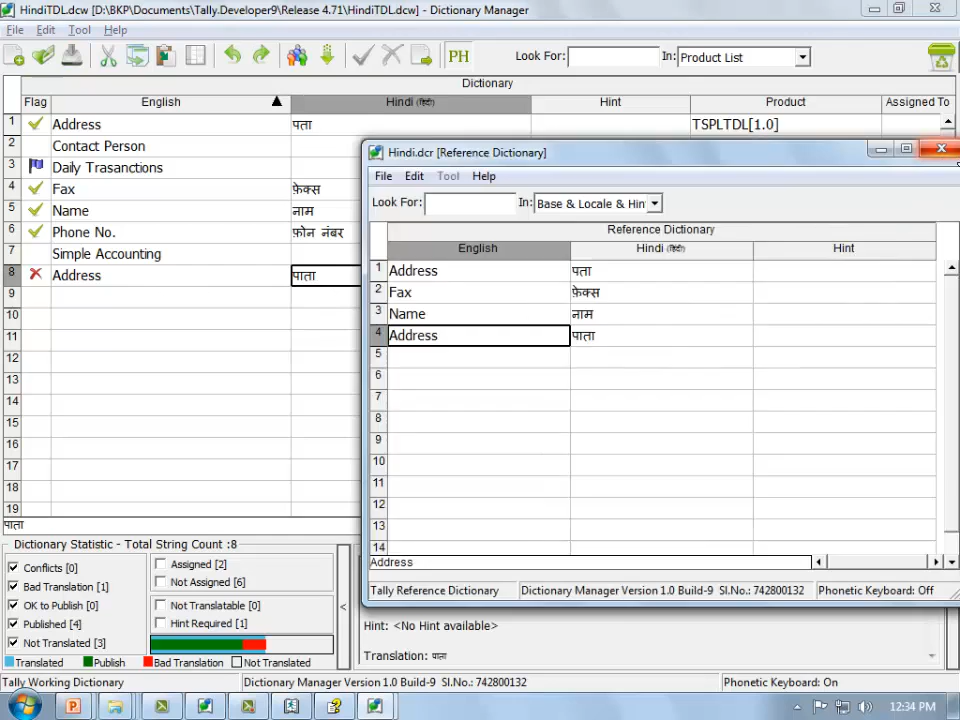 HindiTDL.dcw [D:\BKP\Documents\Tally.Developer9\Release 4.71\HindiTDL.dcw] - Dictionary Manager
File Edit Tool Help
PH Look For: In: Product List
Dictionary
Flag English Hindi (हिंदी) Hint Product Assigned To
1 Address पता TSPLTDL[1.0]
2 Contact Person
3 Daily Trasanctions
4 Fax फ़ेक्स
5 Name नाम
6 Phone No. फ़ोन नंबर
7 Simple Accounting
8 Address पाता
9
10
11
12
13
14
15
16
17
18
19
पाता
Hindi.dcr [Reference Dictionary]
File Edit Tool Help
Look For: In: Base & Locale & Hin
Reference Dictionary
English Hindi (हिंदी) Hint
1 Address पता
2 Fax फ़ेक्स
3 Name नाम
4 Address पाता
5
6
7
8
9
10
11
12
13
14
Address
Tally Reference Dictionary Dictionary Manager Version 1.0 Build-9 Sl.No.: 742800132 Phonetic Keyboard: Off
Dictionary Statistic - Total String Count :8
Conflicts [0] Assigned [2]
Bad Translation [1] Not Assigned [6]
OK to Publish [0] Not Translatable [0]
Published [4] Hint Required [1]
Not Translated [3]
Translated Publish Bad Translation Not Translated
<
Hint: <No Hint available>
Translation: पाता
Tally Working Dictionary Dictionary Manager Version 1.0 Build-9 Sl.No.: 742800132 Phonetic Keyboard: On
P 12:34 PM